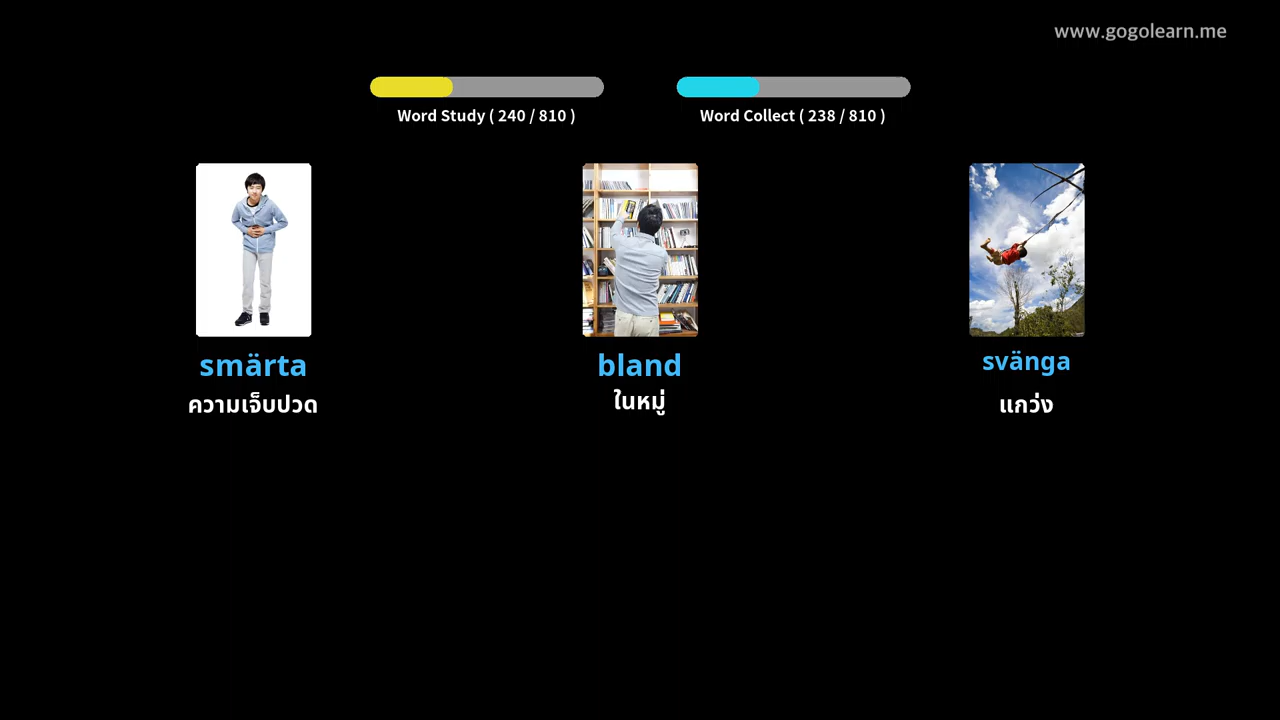 www.gogolearn.me
Word Study ( 240 / 810 )
Word Collect ( 238 / 810 )
smärta
ความเจ็บปวด
bland
ในหมู่
svänga
แกว่ง